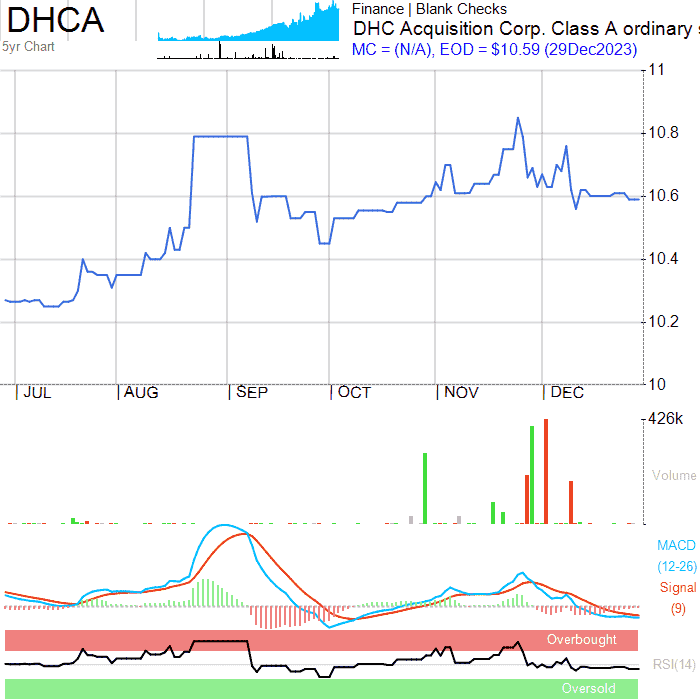 DHCA
5yr Chart
Finance | Blank Checks
DHC Acquisition Corp. Class A ordinary s
MC = (N/A), EOD = $10.59 (29Dec2023)
11
10.8
10.6
10.4
10.2
10
JUL
AUG
SEP
OCT
NOV
DEC
426k
Volume
MACD
(12-26)
Signal
(9)
Overbought
RSI(14)
Oversold